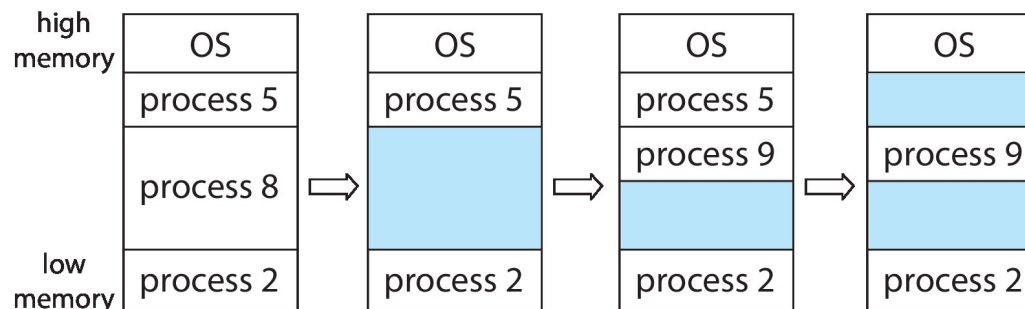 high
memory
OS
process 5
process 8
low
memory
process 2
OS
process 5
process 2
OS
process 5
process 9
process 2
OS
process 9
process 2